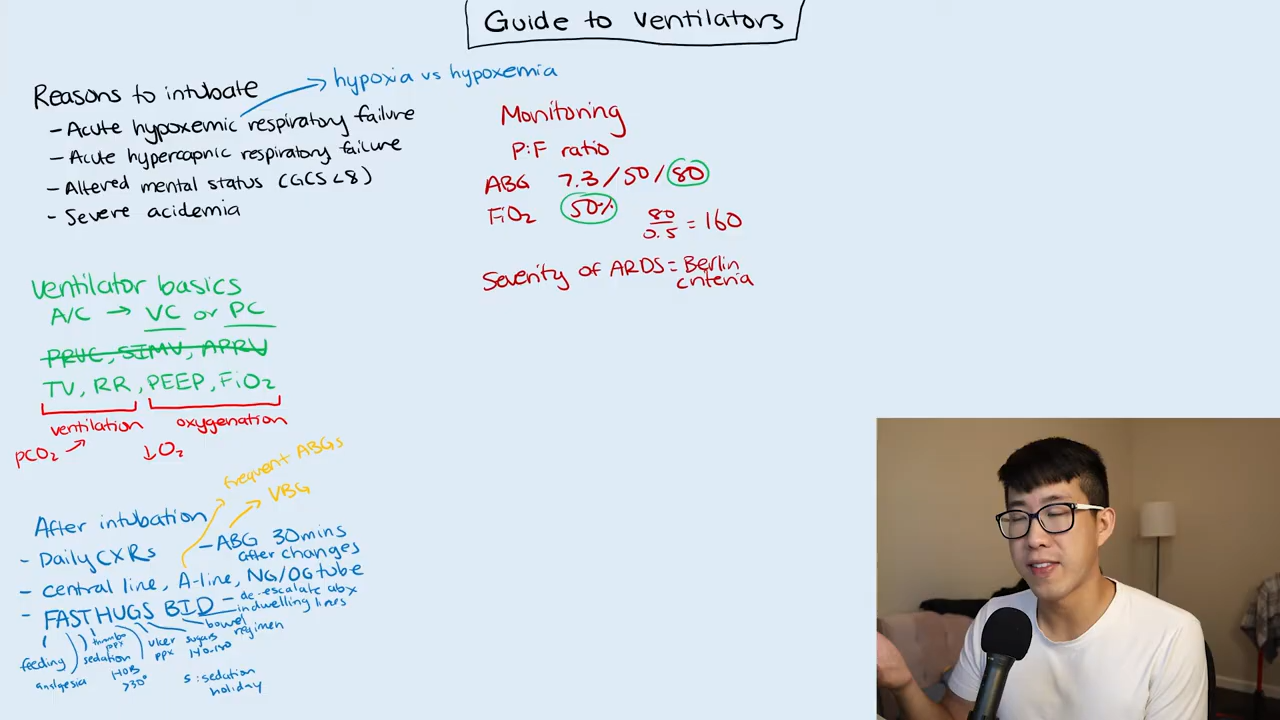 Guide to Ventilators
Reasons to intubate
hypoxia vs hypoxemia
- Acute hypoxemic respiratory failure
- Acute hypercapnic respiratory failure
- Altered mental status (GCS < 8)
- Severe acidemia
Ventilator basics
A/C → VC or PC
PRVC, SIMV, APRV
TV, RR, PEEP, FiO2
ventilation oxygenation
pCO2 ↓O2
After intubation
frequent ABGs
VBG
- Daily CXRs
- ABG 30mins
after changes
- central line, A-line, NG/OG tube
- FASTHUGS BID - de-escalate abx
indwelling lines
bowel
regimen
feeding
analgesia
sedation
thrombo
ppx
HOB
>30°
ulcer
ppx
sugars
140-180
s: sedation
holiday
Monitoring
P:F ratio
ABG 7.3/50/80
FiO2 50%
80/0.5 = 160
Severity of ARDS = Berlin
criteria